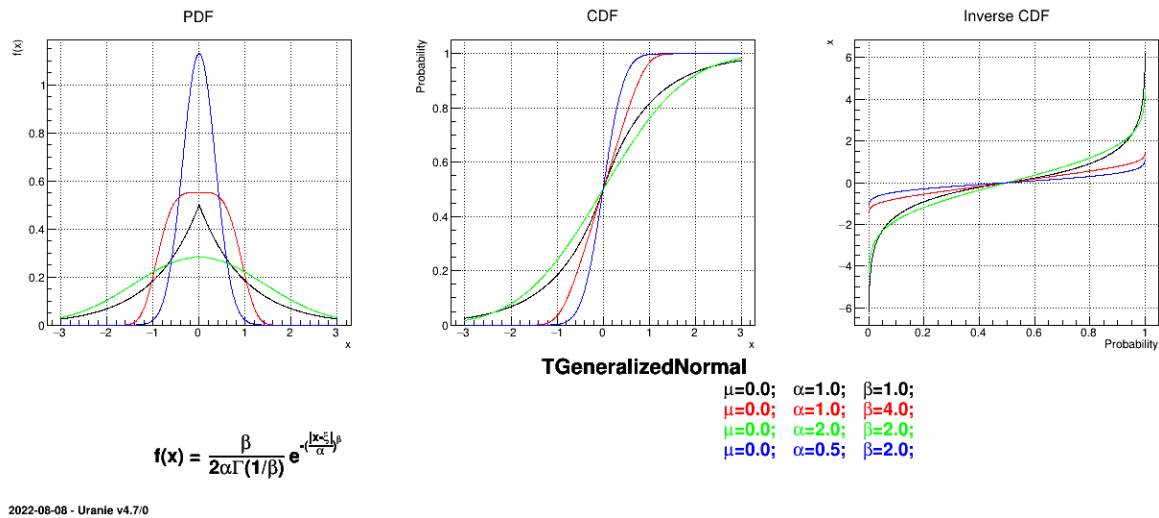 PDF
CDF
Inverse CDF
f(x)
1
0.8
0.6
0.4
0.2
0
−3 −2 −1 0 1 2 3
x
Probability
1
0.8
0.6
0.4
0.2
0
−3 −2 −1 0 1 2 3
x
x
6
4
2
0
−2
−4
−6
0 0.2 0.4 0.6 0.8 1
Probability
TGeneralizedNormal
μ=0.0; α=1.0; β=1.0;
μ=0.0; α=1.0; β=4.0;
μ=0.0; α=2.0; β=2.0;
μ=0.0; α=0.5; β=2.0;
f(x) = β / 2αΓ(1/β) e^-(|x-ξ|/α)^β
2022-08-08 - Uranie v4.7/0